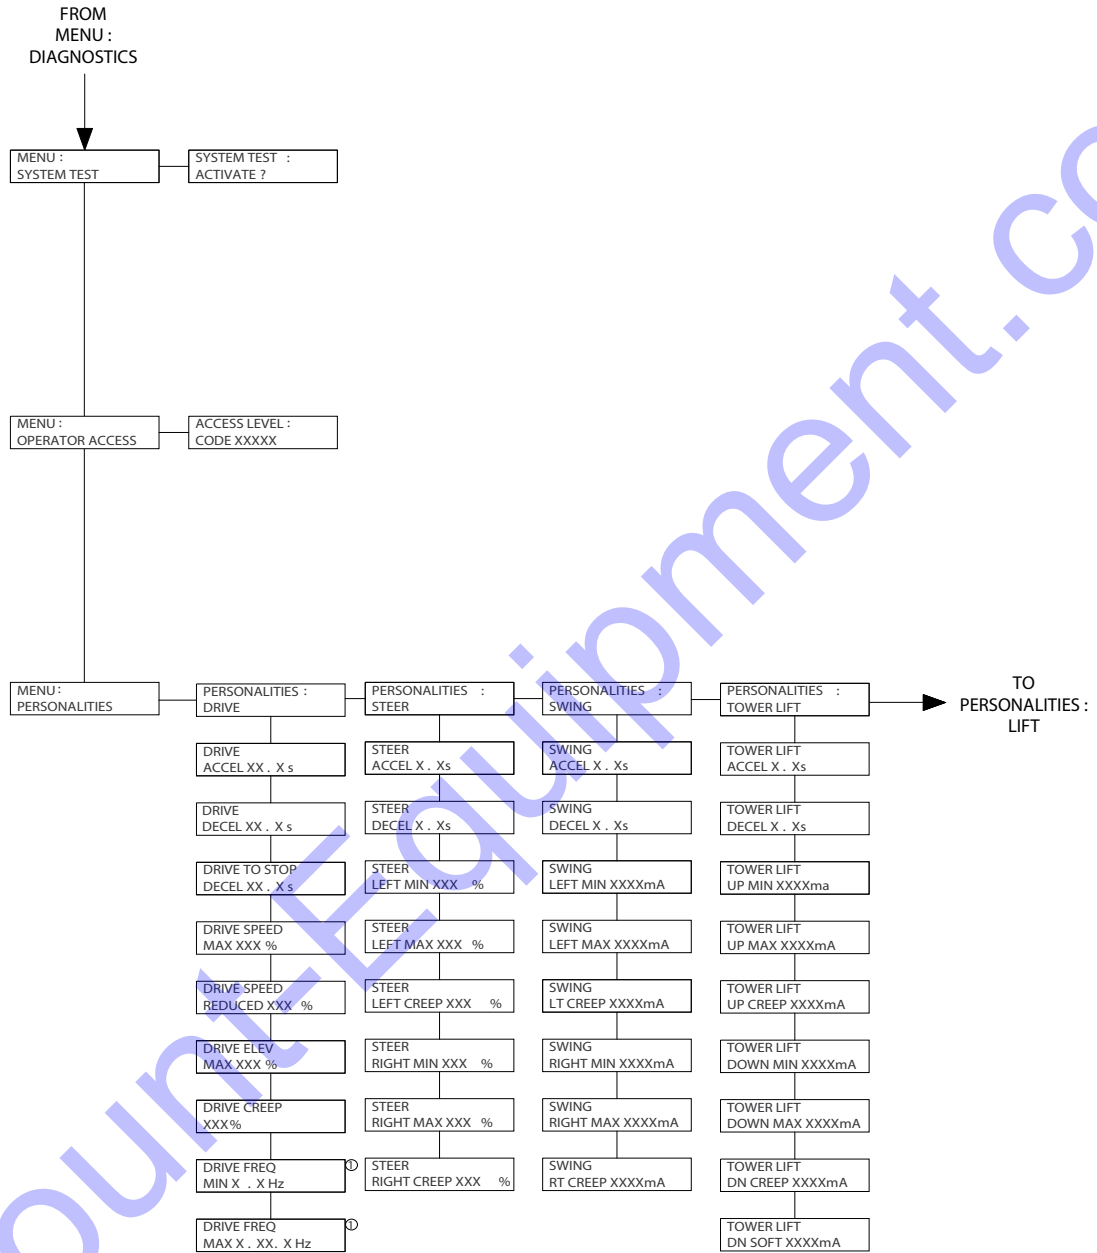 FROM
MENU :
DIAGNOSTICS
MENU :
SYSTEM TEST
SYSTEM TEST :
ACTIVATE ?
MENU :
OPERATOR ACCESS
ACCESS LEVEL :
CODE XXXXX
MENU :
PERSONALITIES
PERSONALITIES :
DRIVE
DRIVE
ACCEL XX . X s
DRIVE
DECEL XX . X s
DRIVE TO STOP
DECEL XX . X s
DRIVE SPEED
MAX XXX %
DRIVE SPEED
REDUCED XXX %
DRIVE ELEV
MAX XXX %
DRIVE CREEP
XXX%
DRIVE FREQ
MIN X . X Hz
①
DRIVE FREQ
MAX X . XX. X Hz
①
PERSONALITIES :
STEER
STEER
ACCEL X . Xs
STEER
DECEL X . Xs
STEER
LEFT MIN XXX %
STEER
LEFT MAX XXX %
STEER
LEFT CREEP XXX %
STEER
RIGHT MIN XXX %
STEER
RIGHT MAX XXX %
STEER
RIGHT CREEP XXX %
PERSONALITIES :
SWING
SWING
ACCEL X . Xs
SWING
DECEL X . Xs
SWING
LEFT MIN XXXXmA
SWING
LEFT MAX XXXXmA
SWING
LT CREEP XXXXmA
SWING
RIGHT MIN XXXXmA
SWING
RIGHT MAX XXXXmA
SWING
RT CREEP XXXXmA
PERSONALITIES :
TOWER LIFT
TOWER LIFT
ACCEL X . Xs
TOWER LIFT
DECEL X . Xs
TOWER LIFT
UP MIN XXXXma
TOWER LIFT
UP MAX XXXXmA
TOWER LIFT
UP CREEP XXXXmA
TOWER LIFT
DOWN MIN XXXXmA
TOWER LIFT
DOWN MAX XXXXmA
TOWER LIFT
DN CREEP XXXXmA
TOWER LIFT
DN SOFT XXXXmA
TO
PERSONALITIES :
LIFT
ount-Equipment.co